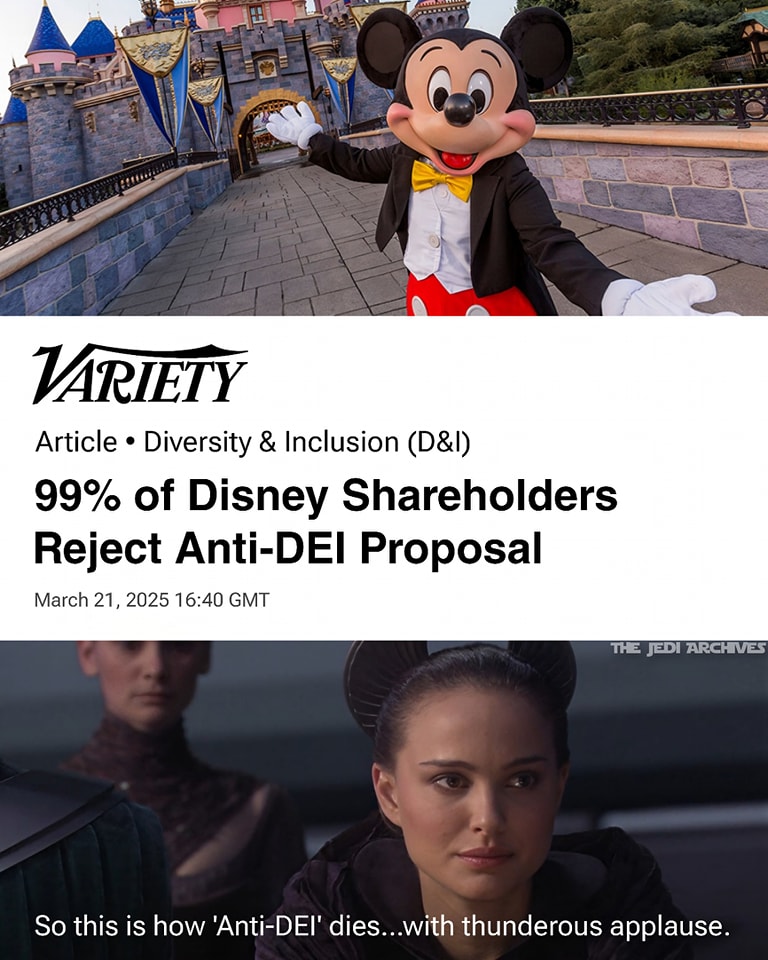 VARIETY
Article • Diversity & Inclusion (D&I)
99% of Disney Shareholders
Reject Anti-DEI Proposal
March 21, 2025 16:40 GMT
THE JEDI ARCHIVES
So this is how 'Anti-DEI' dies...with thunderous applause.